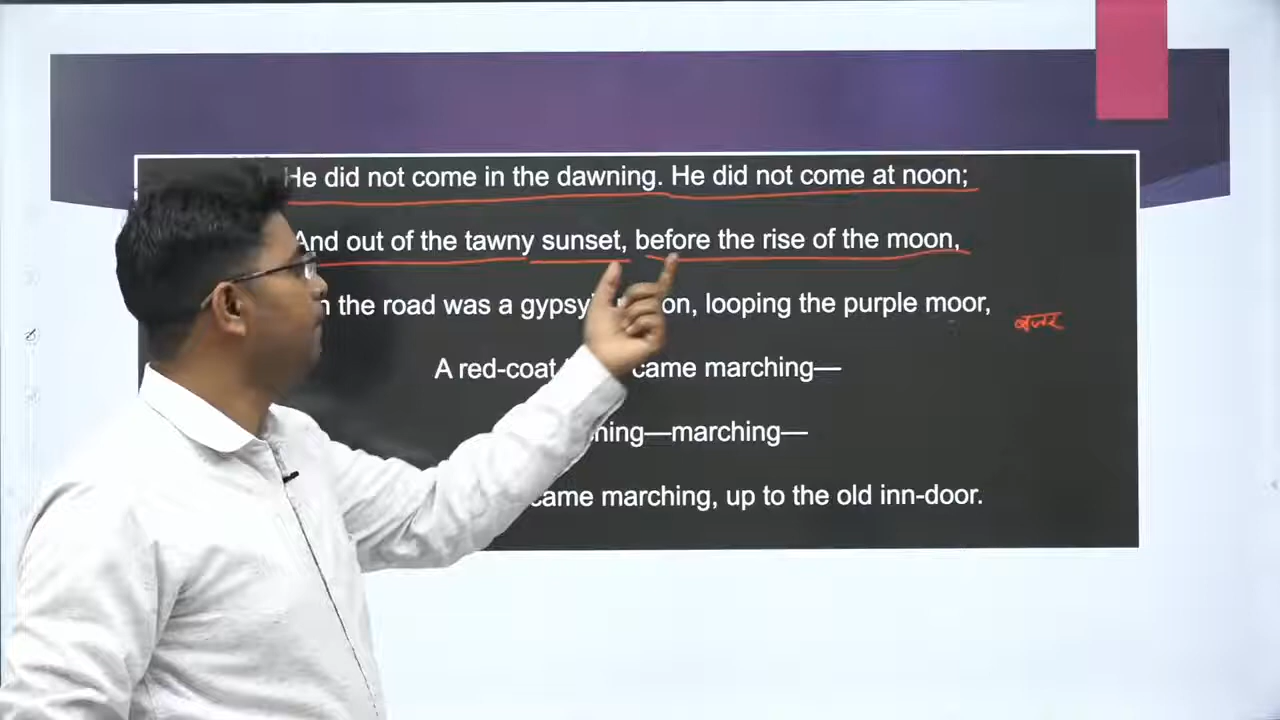 He did not come in the dawning. He did not come at noon;
And out of the tawny sunset, before the rise of the moon,
the road was a gypsy looping the purple moor,
बंजर
A red-coat came marching—
marching—
came marching, up to the old inn-door.